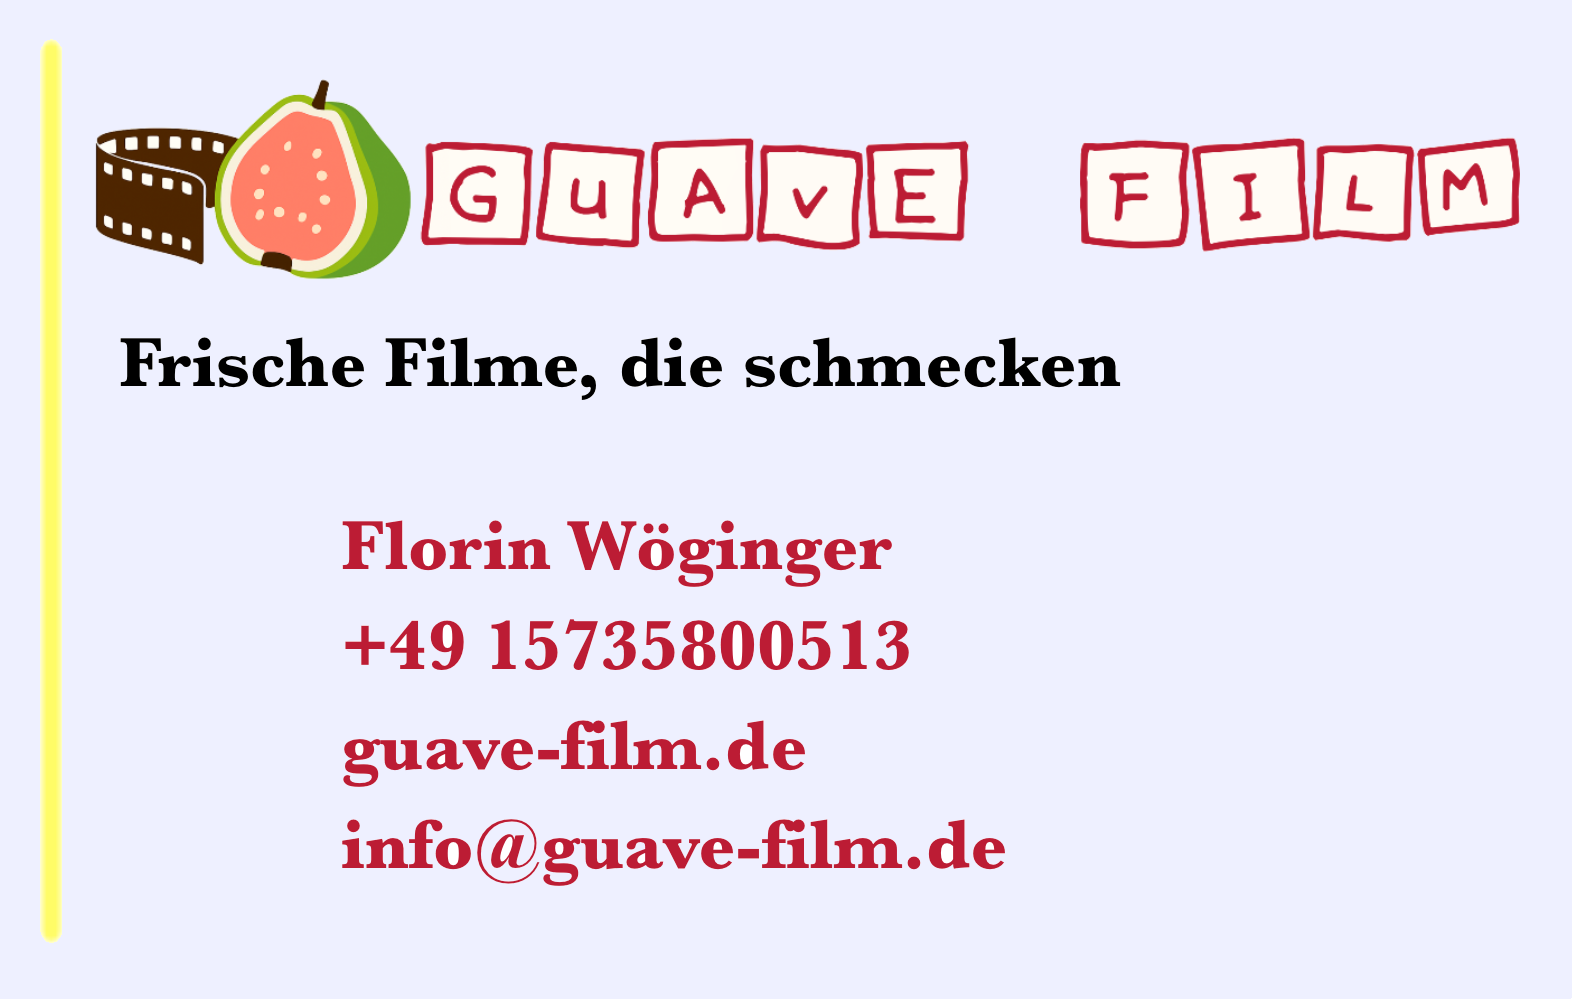 GUAVE FILM
Frische Filme, die schmecken
Florin Wöginger
+49 15735800513
guave-film.de
info@guave-film.de